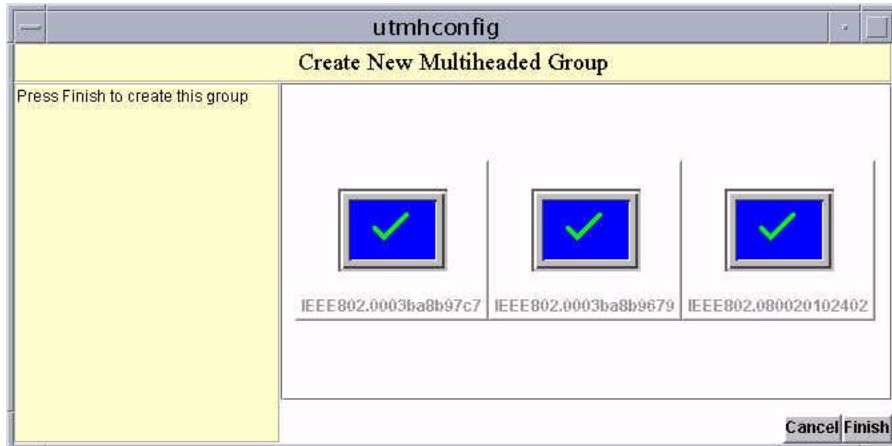 utmhconfig
Create New Multiheaded Group
Press Finish to create this group
IEEE802.0003ba8b97c7 IEEE802.0003ba8b9679 IEEE802.080020102402
Cancel Finish